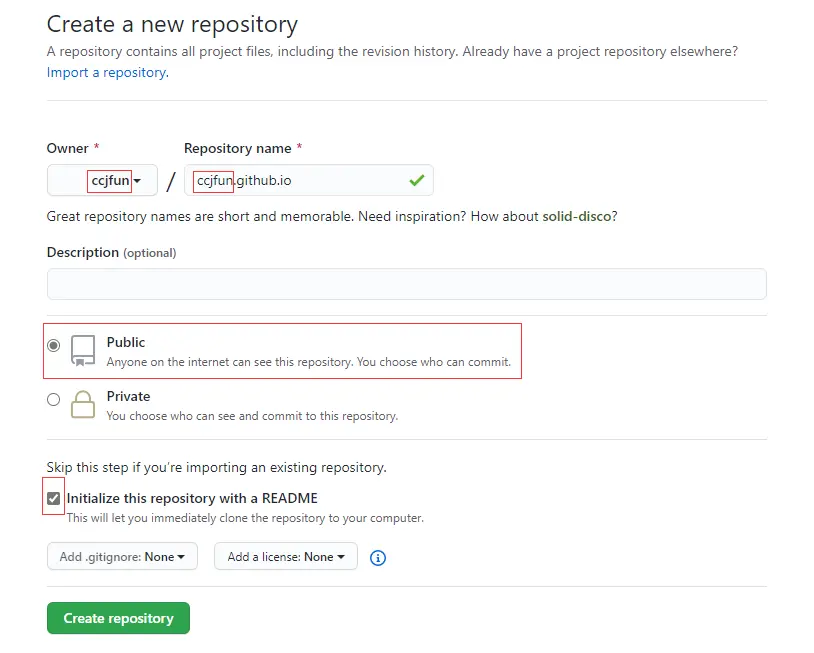 Create a new repository
A repository contains all project files, including the revision history. Already have a project repository elsewhere?
Import a repository.
Owner * Repository name *
ccjfun / ccjfun.github.io
Great repository names are short and memorable. Need inspiration? How about solid-disco?
Description (optional)
Public
Anyone on the internet can see this repository. You choose who can commit.
Private
You choose who can see and commit to this repository.
Skip this step if you’re importing an existing repository.
Initialize this repository with a README
This will let you immediately clone the repository to your computer.
Add .gitignore: None Add a license: None
Create repository